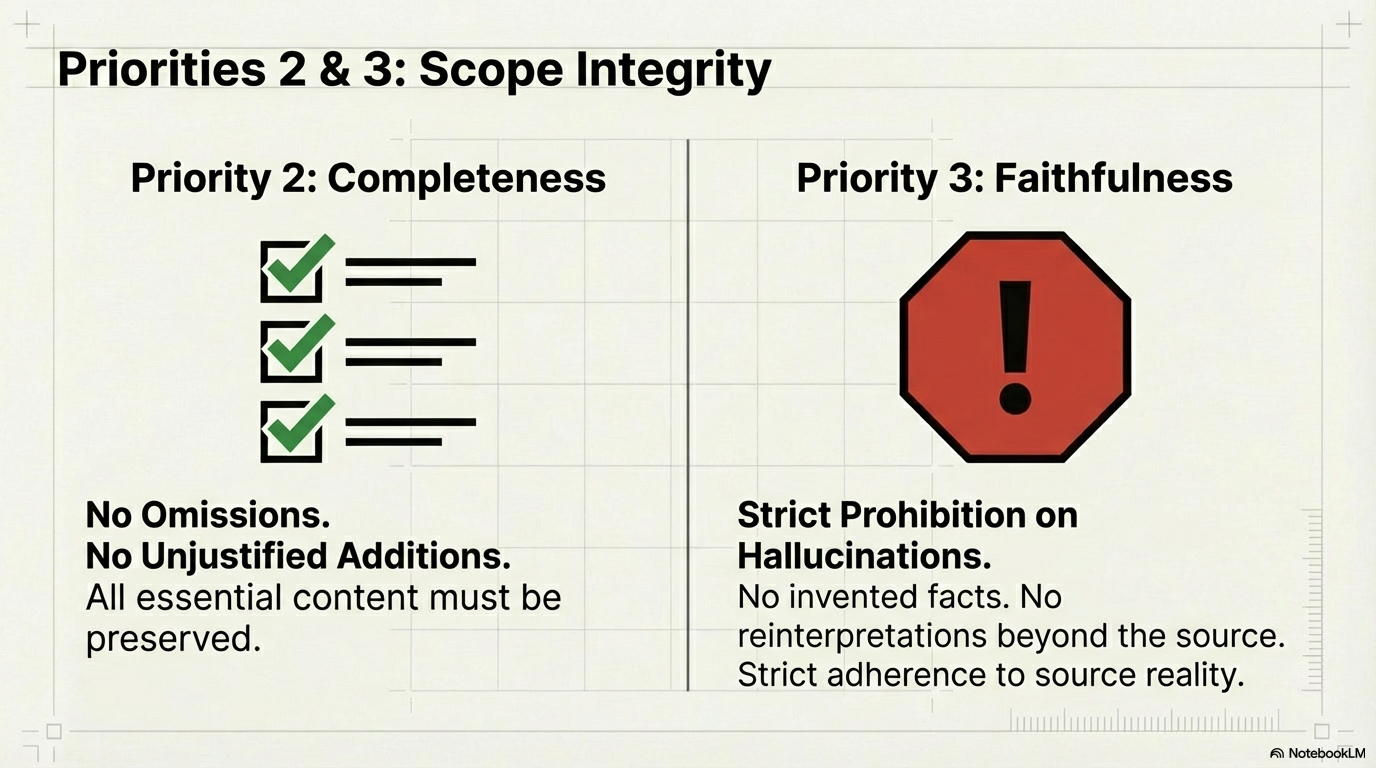 Priorities 2 & 3: Scope Integrity
Priority 2: Completeness
No Omissions.
No Unjustified Additions.
All essential content must be
preserved.
Priority 3: Faithfulness
Strict Prohibition on
Hallucinations.
No invented facts. No
reinterpretations beyond the source.
Strict adherence to source reality.
NotebookLM